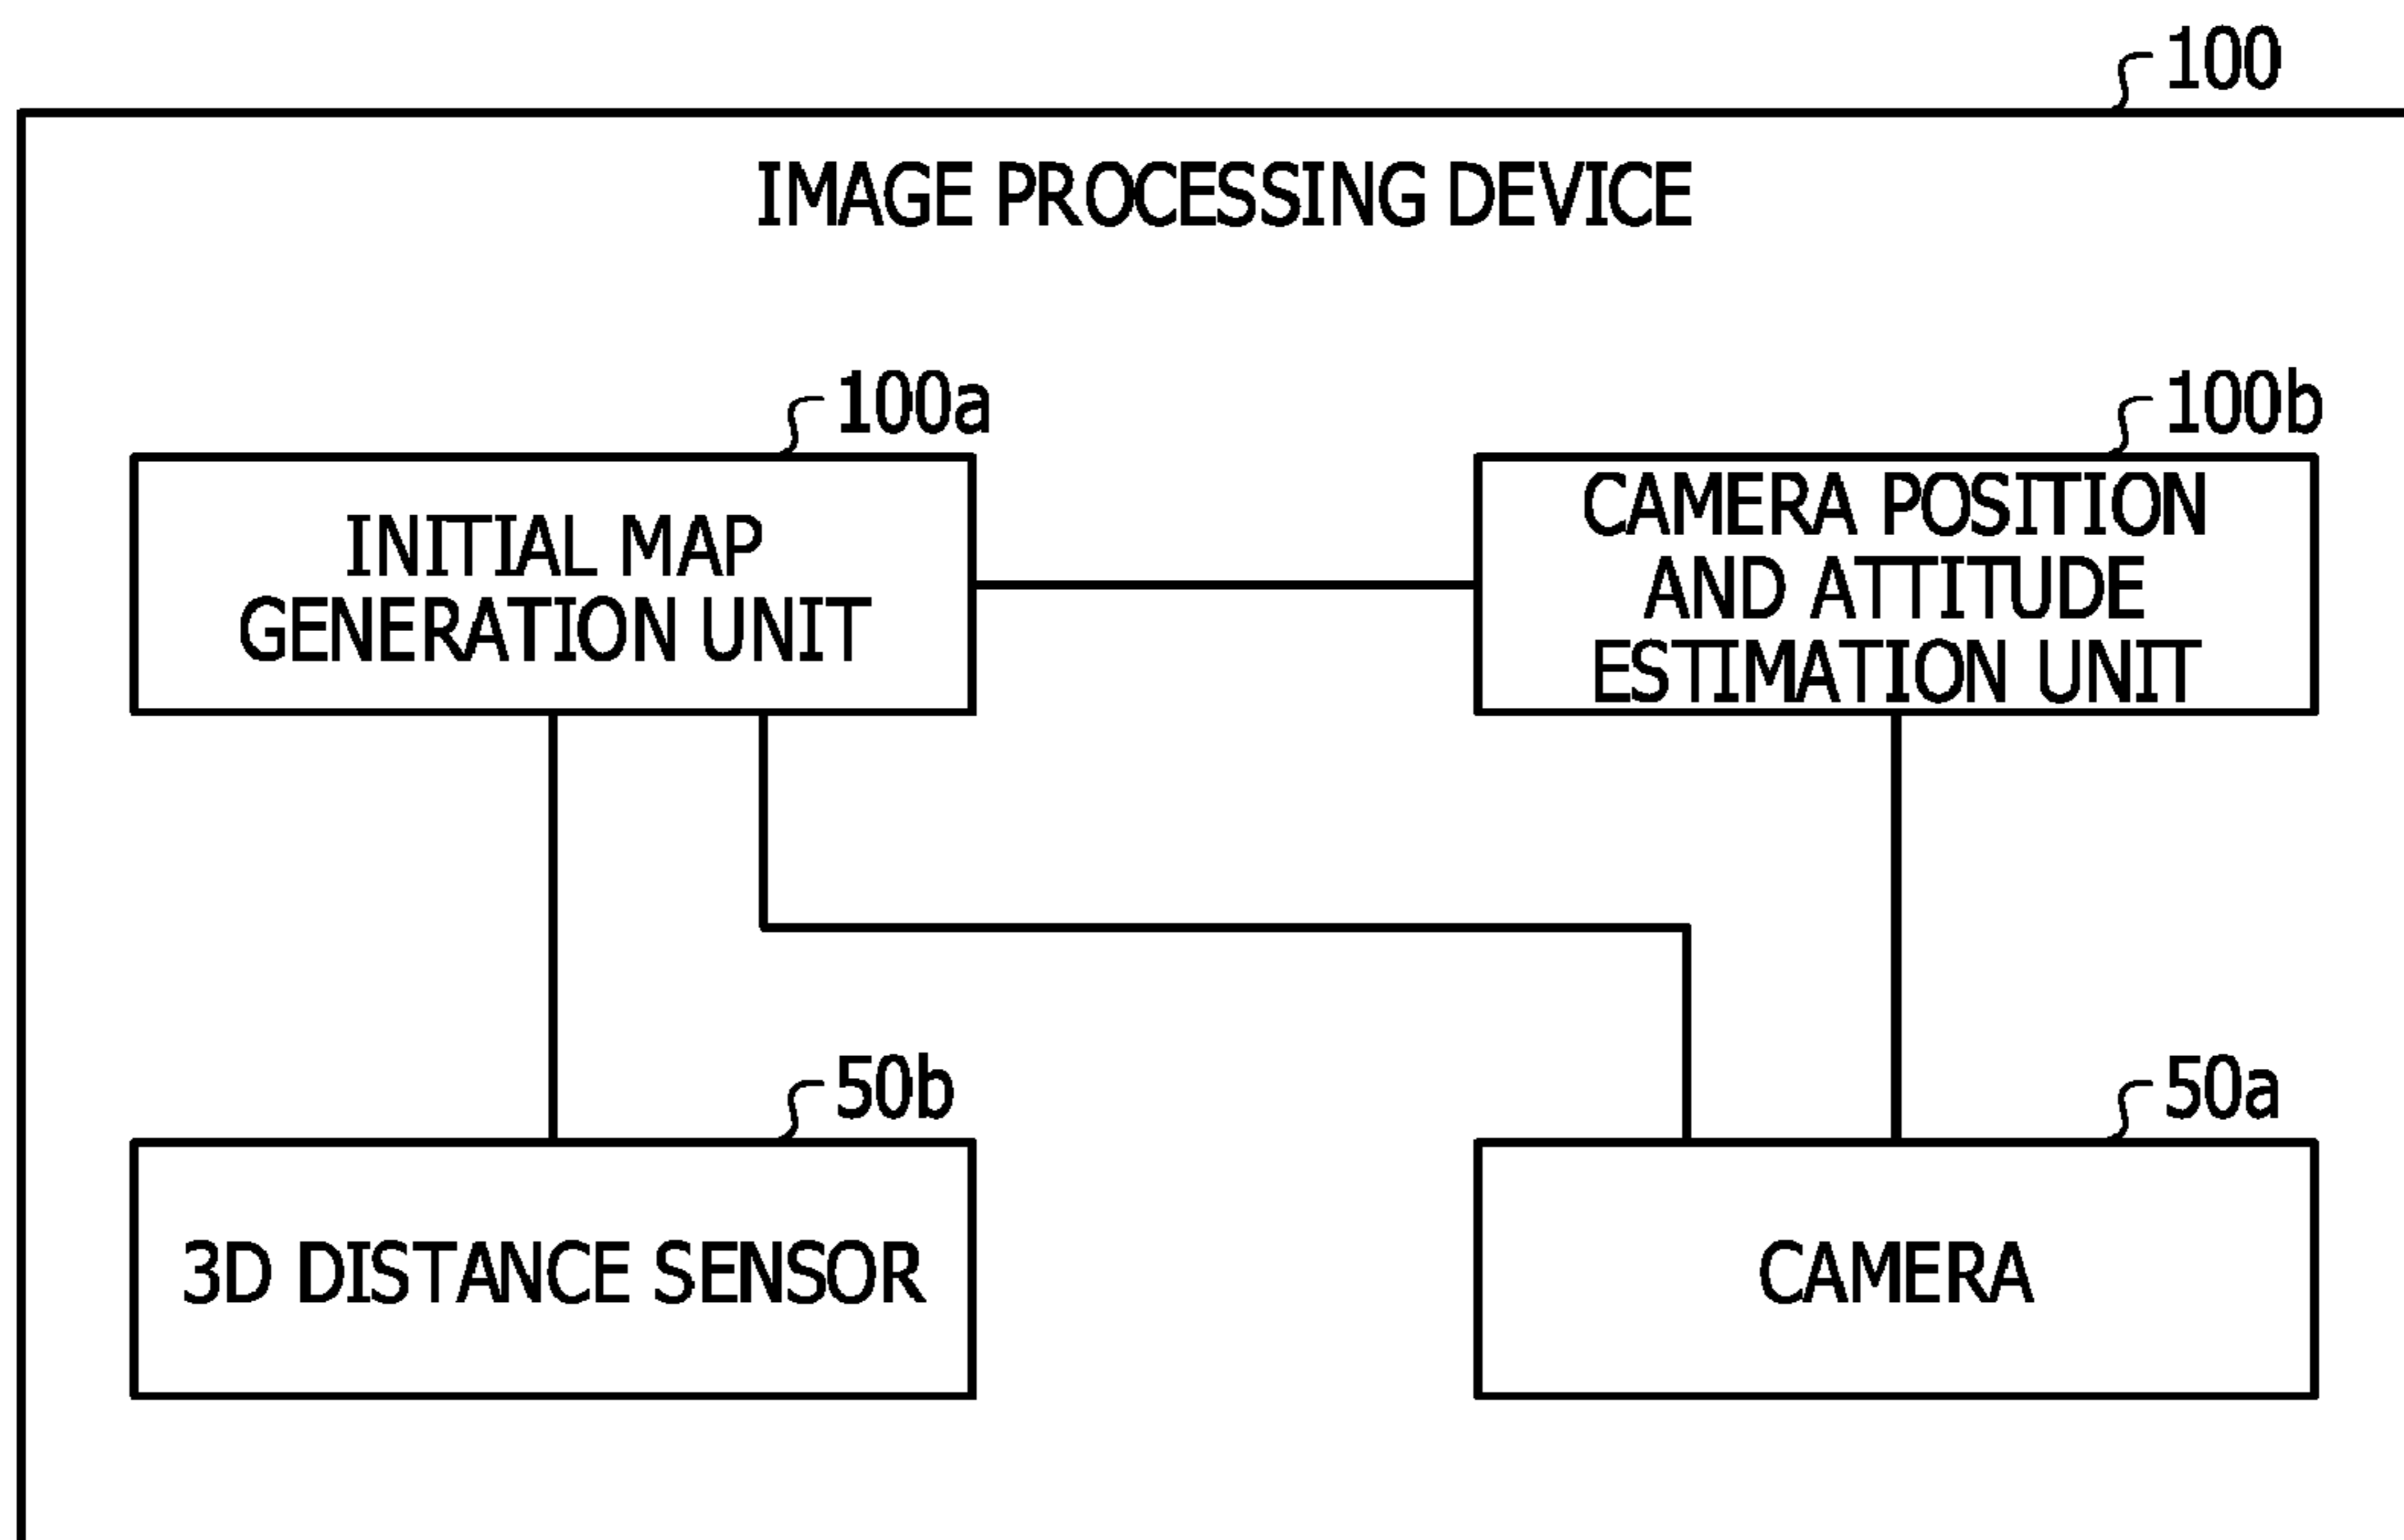 100
IMAGE PROCESSING DEVICE
100a
100b
INITIAL MAP
GENERATION UNIT
CAMERA POSITION
AND ATTITUDE
ESTIMATION UNIT
50b
50a
3D DISTANCE SENSOR
CAMERA